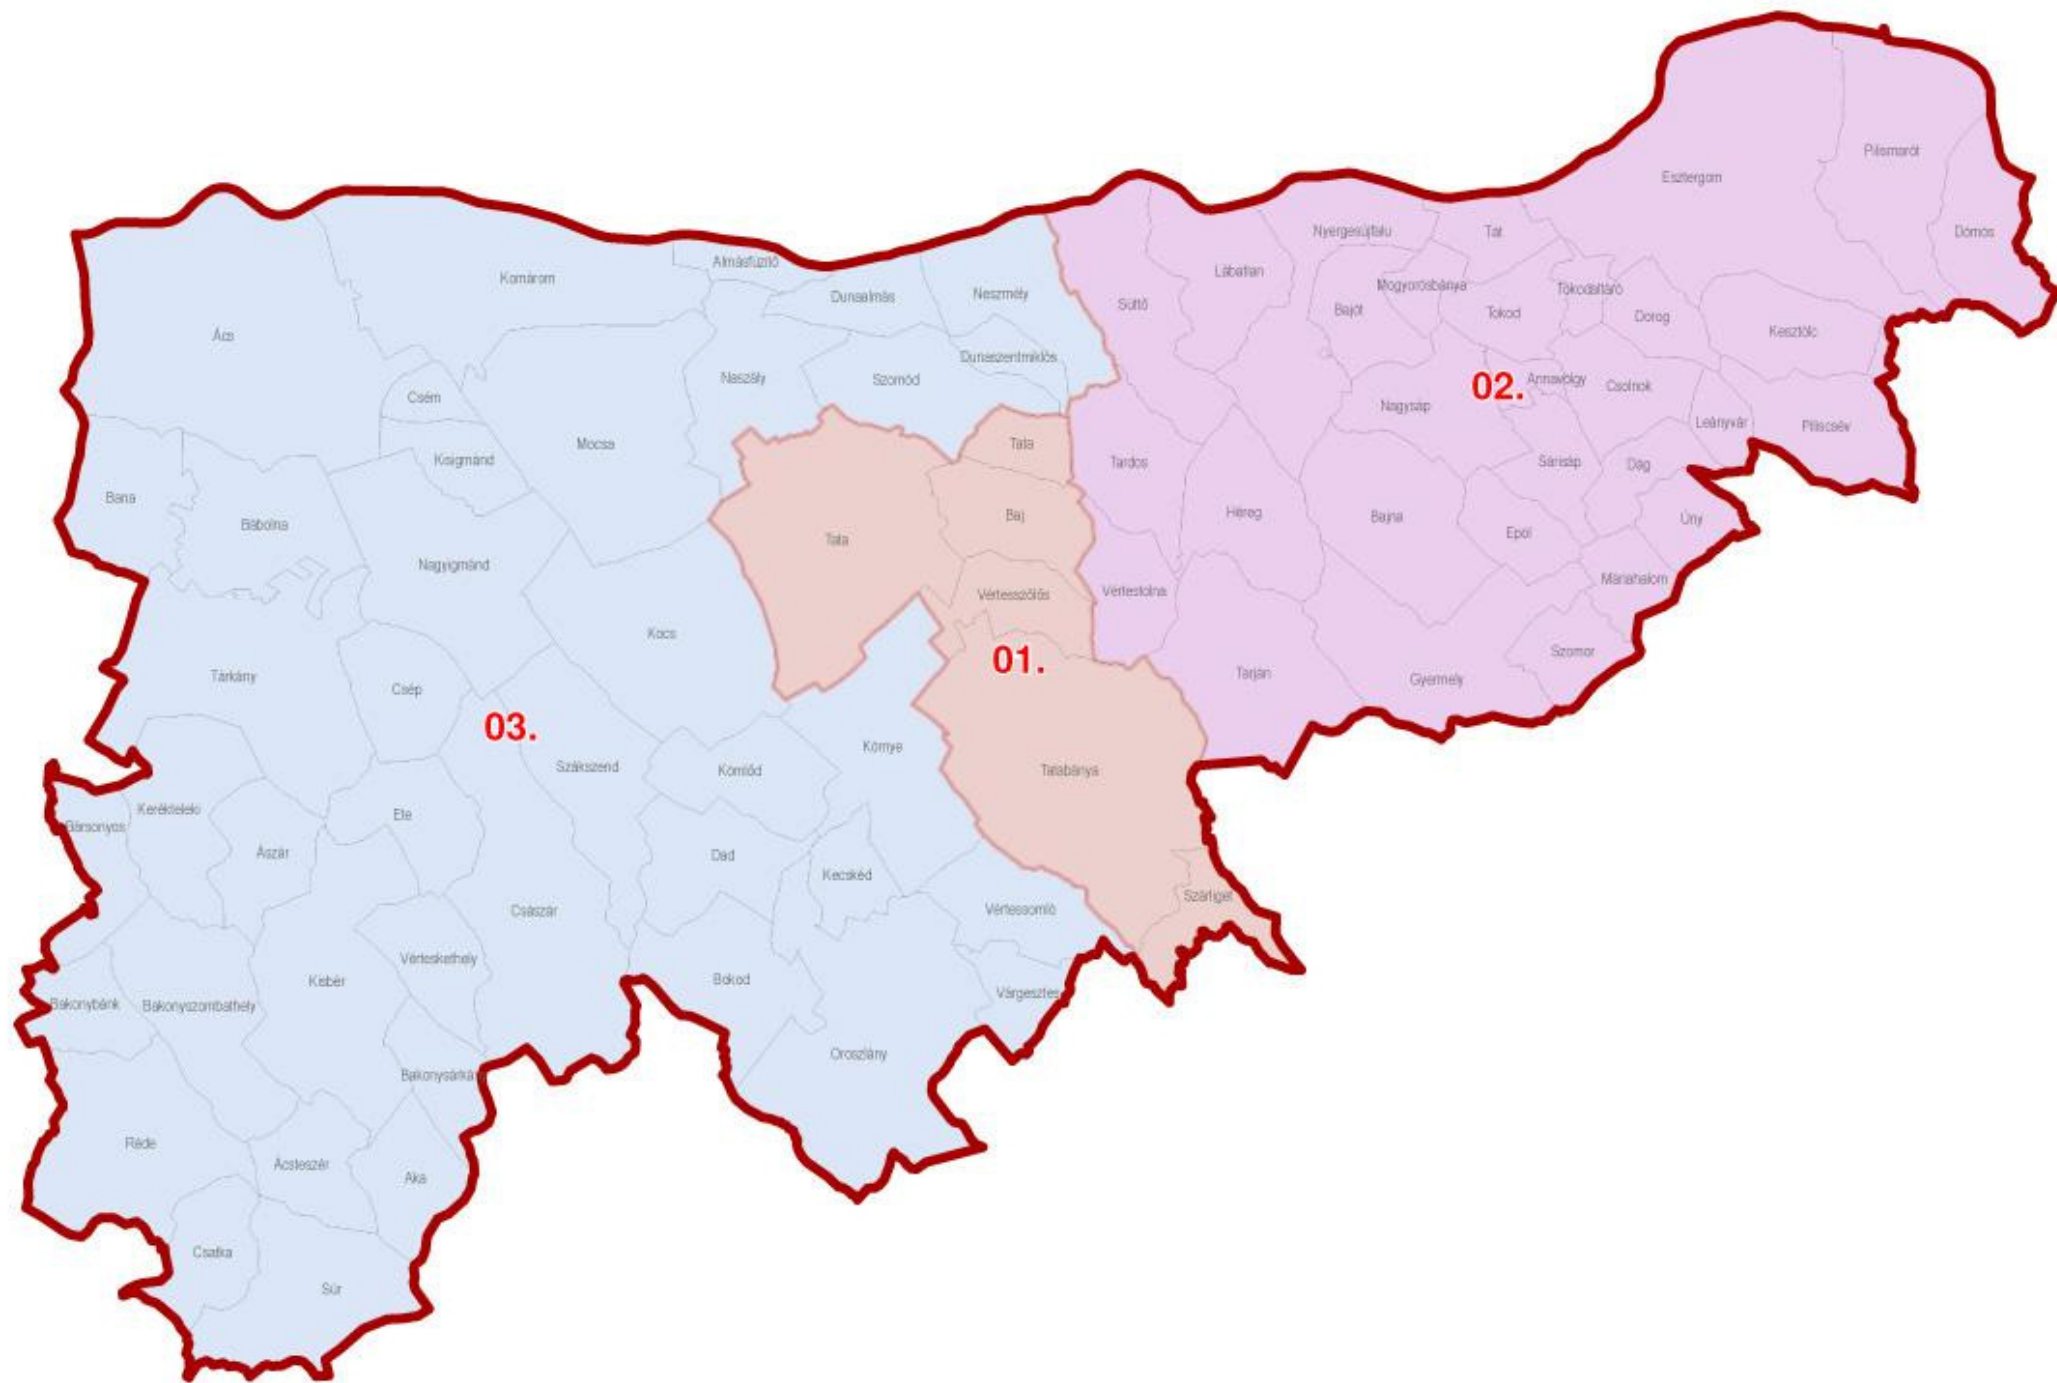 Pilismarót
Esztergom
Dömös
Nyergesújfalu
Tát
Komárom
Almásfüzitő
Lábatlan
Dunaalmás
Neszmély
Mogyorósbánya
Tokodaltáró
Süttő
Bajót
Tokod
Dorog
Kesztölc
Ács
Dunaszentmiklós
Naszály
Szomód
Annavölgy
02.
Csolnok
Csém
Nagysáp
Leányvár
Piliscsév
Mocsa
Tata
Kisigmánd
Tardos
Sárisáp
Dág
Bana
Bábolna
Baj
Héreg
Bajna
Úny
Tata
Epöl
Nagyigmánd
Máriahalom
Vértesszőlős
Vértestolna
Kocs
Szomor
01.
Tárkány
Csép
Tarján
Gyermely
03.
Környe
Szákszend
Kömlőd
Tatabánya
Kerékteleki
Ete
Bársonyos
Ászár
Dad
Kecskéd
Szárliget
Császár
Vértessomló
Vérteskethely
Kisbér
Bokod
Várgesztes
Bakonybánk
Bakonyszombathely
Oroszlány
Bakonysárkány
Réde
Ácsteszér
Aka
Csatka
Súr